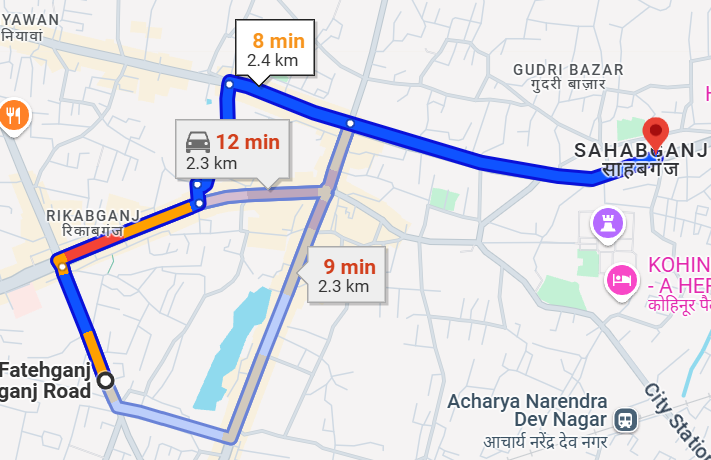 YAWAN
नियावां
8 min
2.4 km
GUDRI BAZAR
गुदरी बाज़ार
12 min
2.3 km
SAHABGANJ
साहबगंज
RIKABGANJ
रिकाबगंज
9 min
2.3 km
KOHIN
- A HER
कोहिनूर पै
Fatehganj
ganj Road
Acharya Narendra
Dev Nagar
आचार्य नरेंद्र देव नगर
City Station